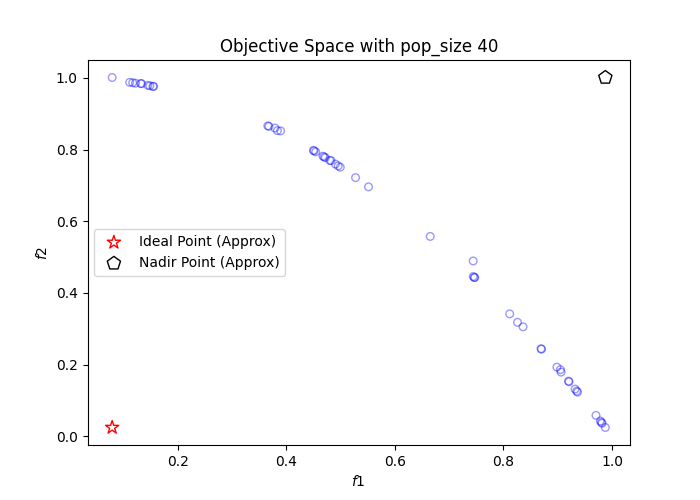 Objective Space with pop_size 40
1.0
0.8
0.6
0.4
0.2
0.0
f2
Ideal Point (Approx)
Nadir Point (Approx)
0.2 0.4 0.6 0.8 1.0
f1